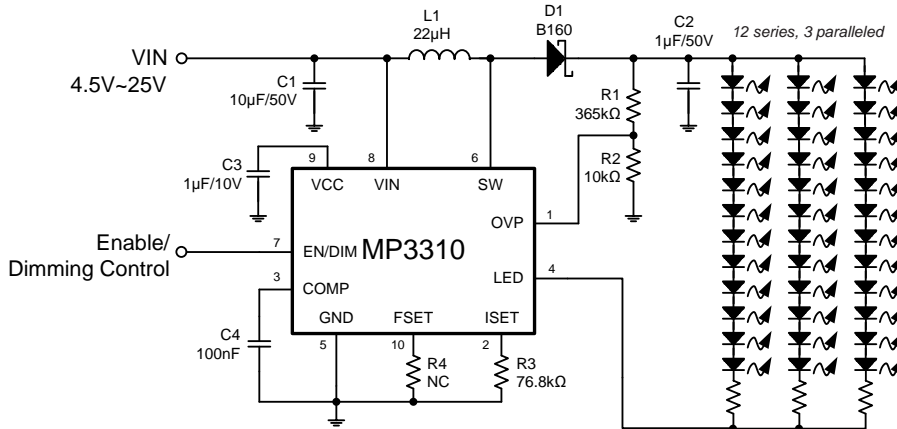 L1
22µH
D1
B160
C2
1µF/50V
12 series, 3 paralleled
VIN
4.5V~25V
C1
10µF/50V
R1
365kΩ
R2
10kΩ
C3
1µF/10V
9
8
6
VCC
VIN
SW
1
OVP
Enable/
Dimming Control
7
EN/DIM
MP3310
4
LED
3
COMP
GND
FSET
ISET
C4
100nF
5
10
2
R4
NC
R3
76.8kΩ